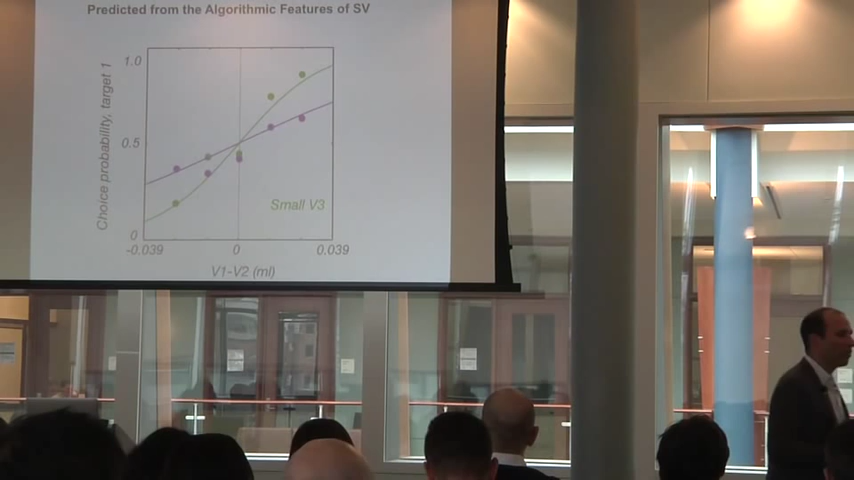 Predicted from the Algorithmic Features of SV
1.0
Choice probability, target 1
0.5
Small V3
0
-0.039
0
0.039
V1-V2 (ml)